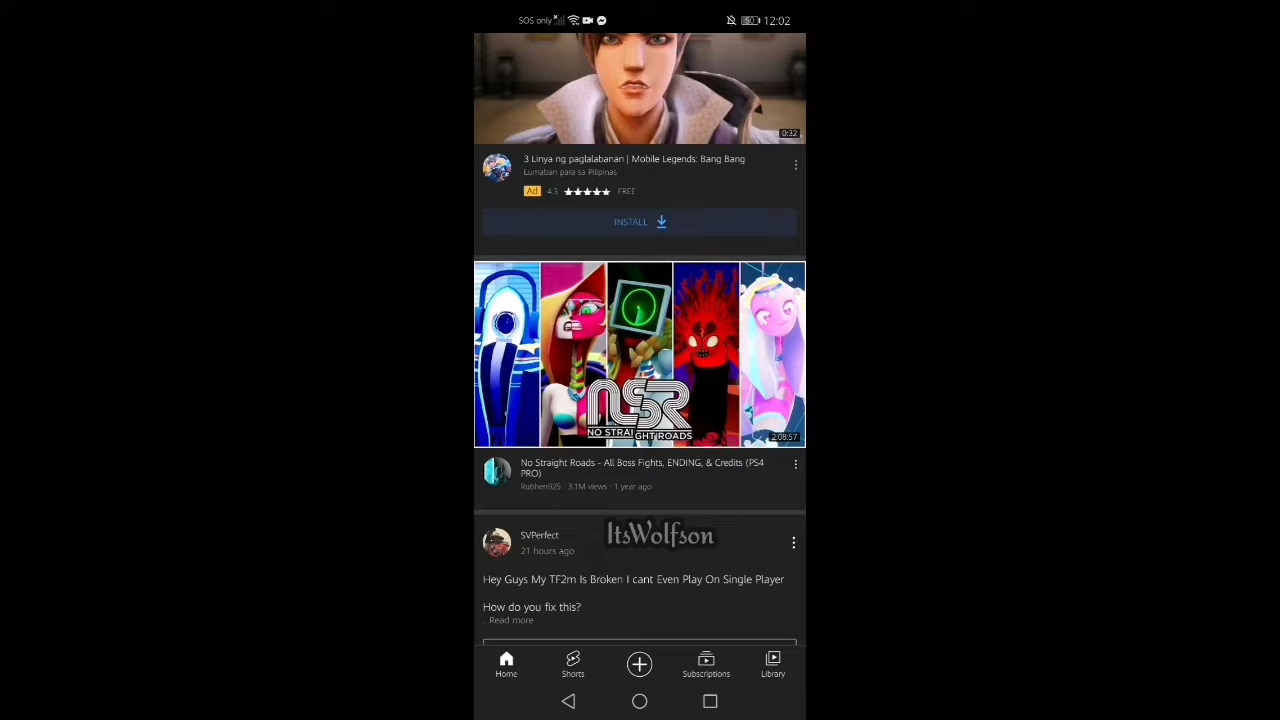 SOS only
12:02
0:32
3 Linya ng paglalabanan | Mobile Legends: Bang Bang
Lumaban para sa Pilipinas
Ad 4.3 FREE
INSTALL
NSR
NO STRAIGHT ROADS
2:08:57
No Straight Roads - All Boss Fights, ENDING, & Credits (PS4
PRO)
Rubhen925 · 3.1M views · 1 year ago
ItsWolfson
SVPerfect
21 hours ago
Hey Guys My TF2m Is Broken I cant Even Play On Single Player
How do you fix this?
...Read more
Home
Shorts
Subscriptions
Library